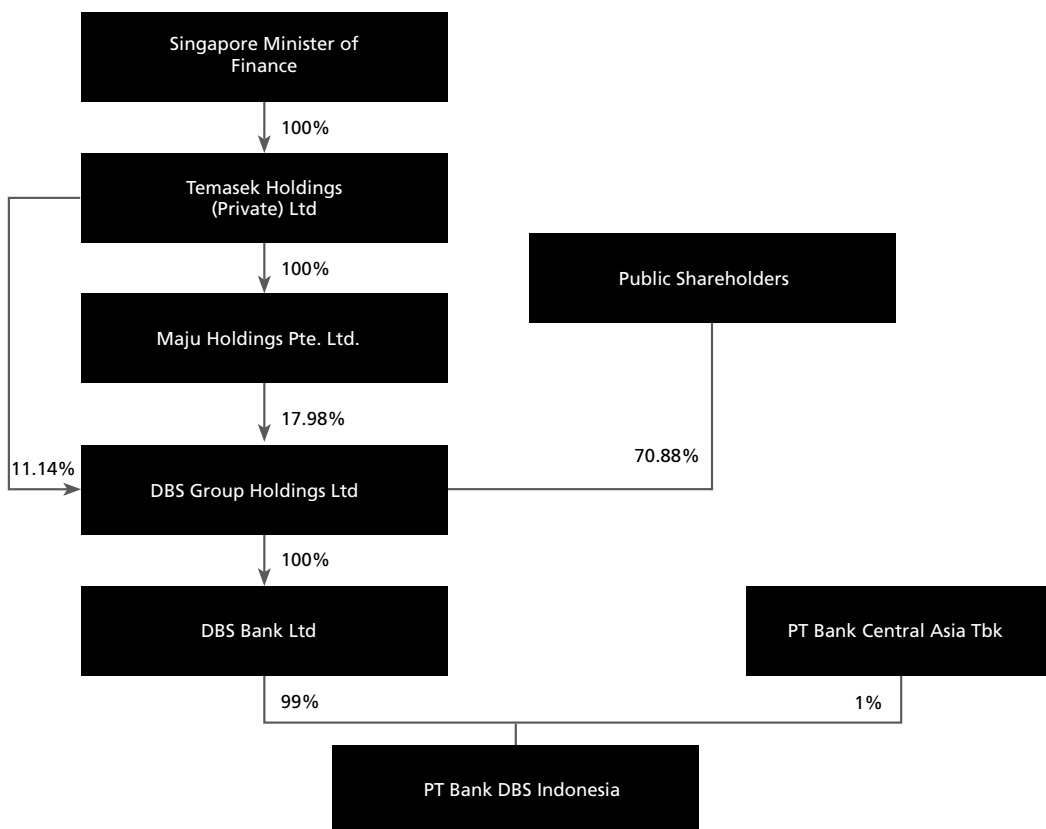 Singapore Minister of
Finance
100%
Temasek Holdings
(Private) Ltd
100%
Public Shareholders
Maju Holdings Pte. Ltd.
17.98%
11.14%
70.88%
DBS Group Holdings Ltd
100%
DBS Bank Ltd
PT Bank Central Asia Tbk
99%
1%
PT Bank DBS Indonesia